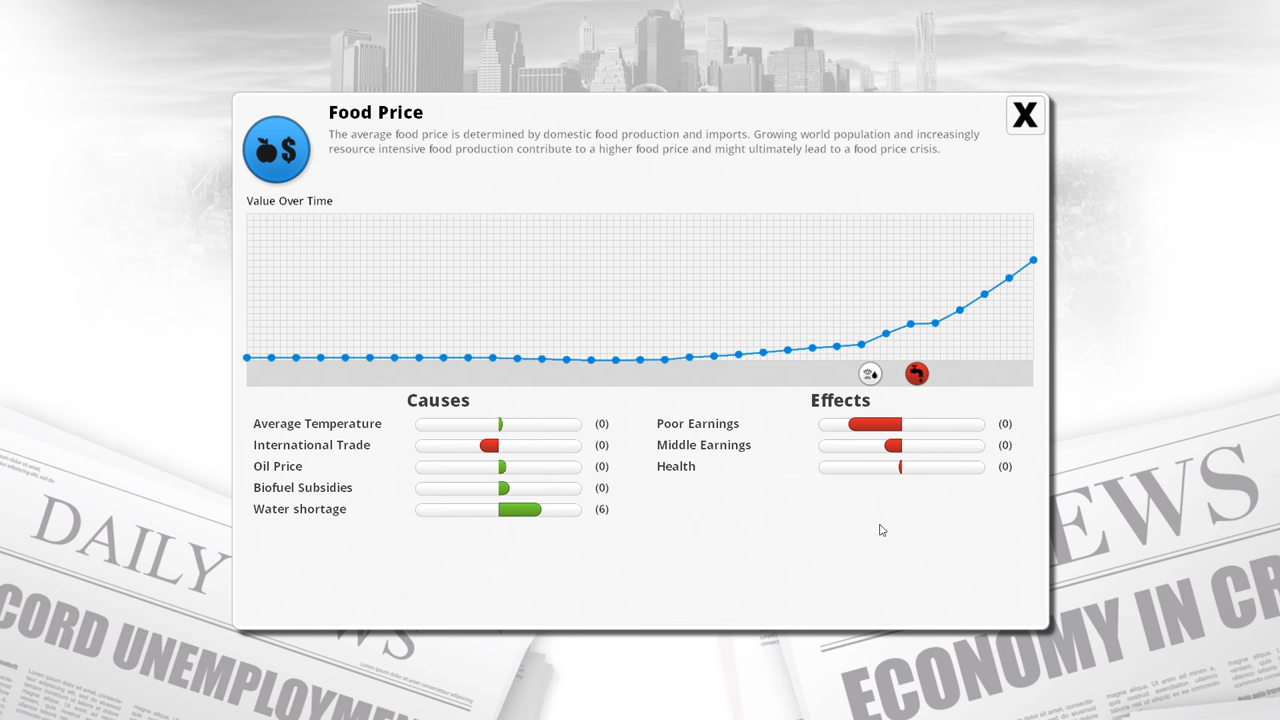 Food Price
X
$
The average food price is determined by domestic food production and imports. Growing world population and increasingly
resource intensive food production contribute to a higher food price and might ultimately lead to a food price crisis.
Value Over Time
Causes
Effects
Average Temperature (0)
Poor Earnings (0)
International Trade (0)
Middle Earnings (0)
Oil Price (0)
Health (0)
Biofuel Subsidies (0)
Water shortage (6)
DAILY
EWS
CORD UNEMPLOYME
WS
ECONOMY IN CR